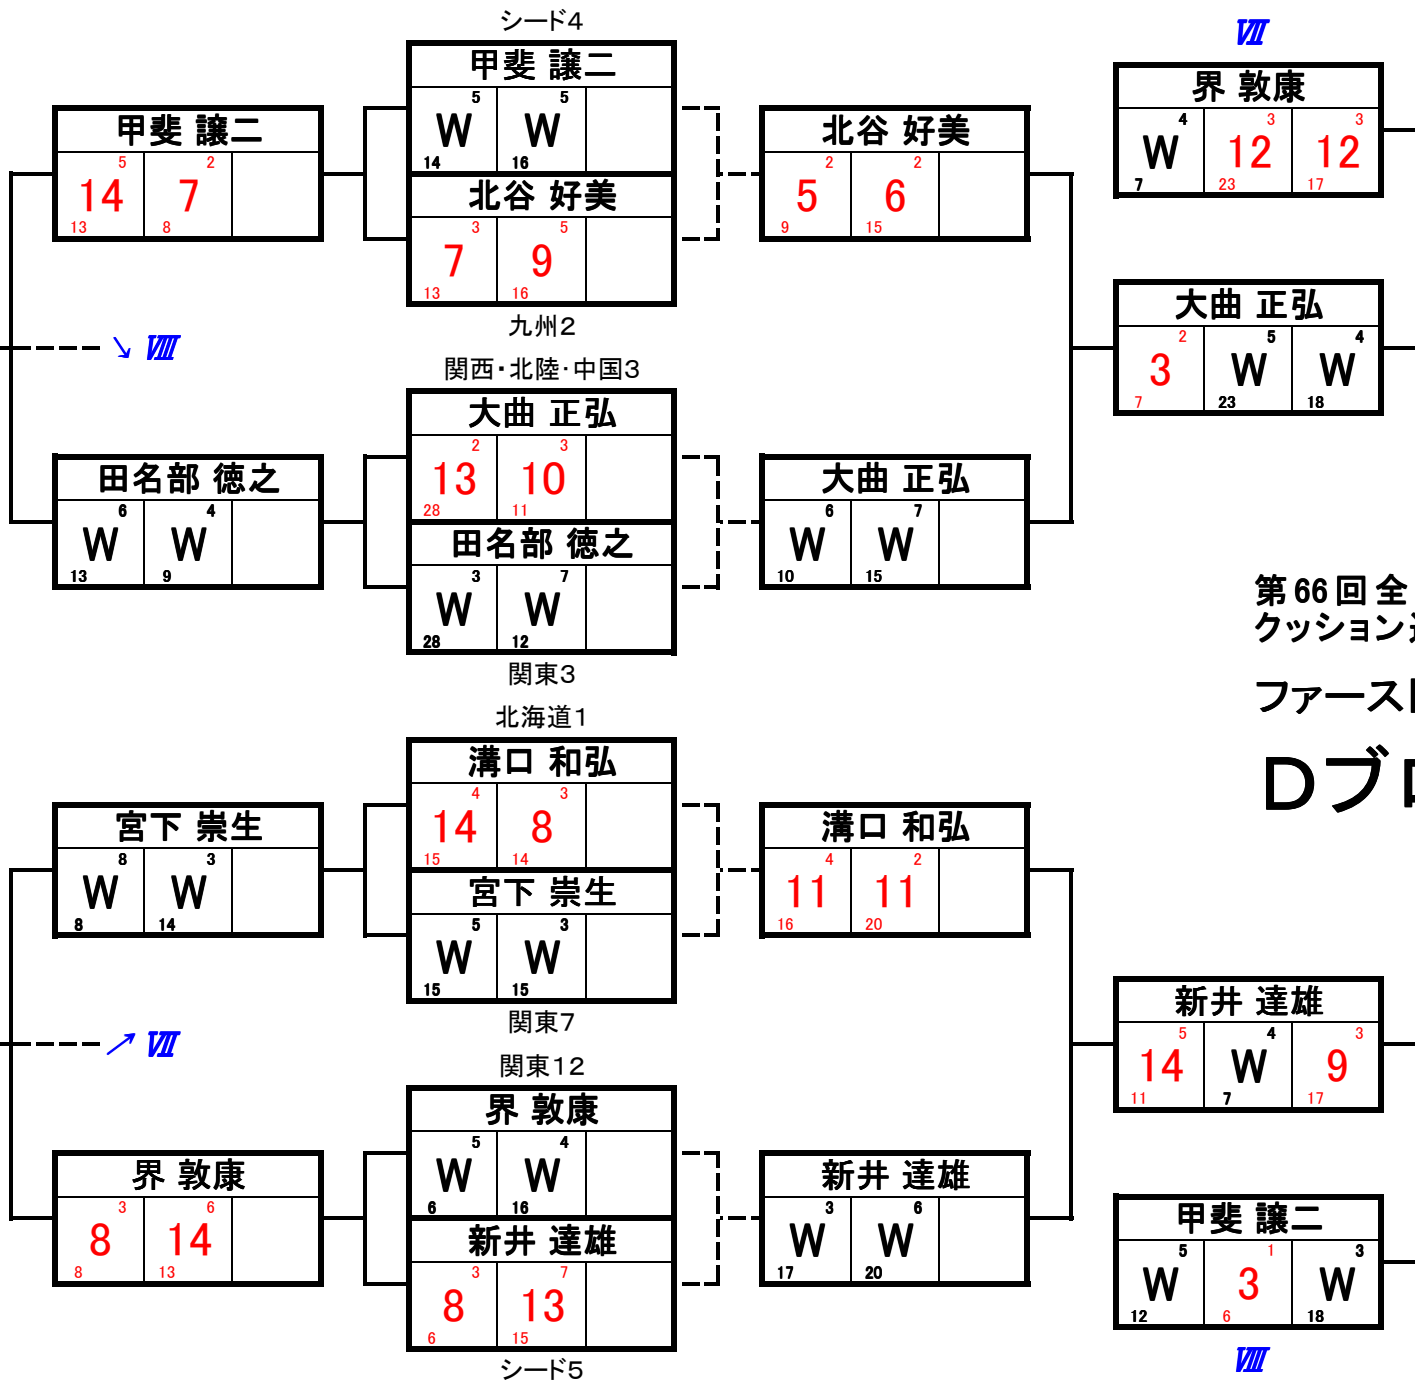 シード4
甲斐 譲二
5 5
W W
14 16
北谷 好美
3 5
7 9
13 16
九州2
甲斐 譲二
5 2
14 7
13 8
北谷 好美
2 2
5 6
9 15
Ⅶ
界 敦康
4 3 3
W 12 12
7 23 17
大曲 正弘
2 5 4
3 W W
7 23 18
↘ Ⅷ
関西・北陸・中国3
大曲 正弘
2 3
13 10
28 11
田名部 徳之
3 7
W W
28 12
関東3
田名部 徳之
6 4
W W
13 9
大曲 正弘
6 7
W W
10 15
第 66 回 全
クッション
ファースト
Dブロ
北海道1
溝口 和弘
4 3
14 8
15 14
宮下 崇生
5 3
W W
15 15
関東7
宮下 崇生
8 3
W W
8 14
溝口 和弘
4 2
11 11
16 20
新井 達雄
5 4 3
14 W 9
11 7 17
↗ Ⅶ
関東12
界 敦康
5 4
W W
6 16
新井 達雄
3 7
8 13
6 15
シード5
界 敦康
3 6
8 14
8 13
新井 達雄
3 6
W W
17 20
甲斐 譲二
5 1 3
W 3 W
12 6 18
Ⅷ